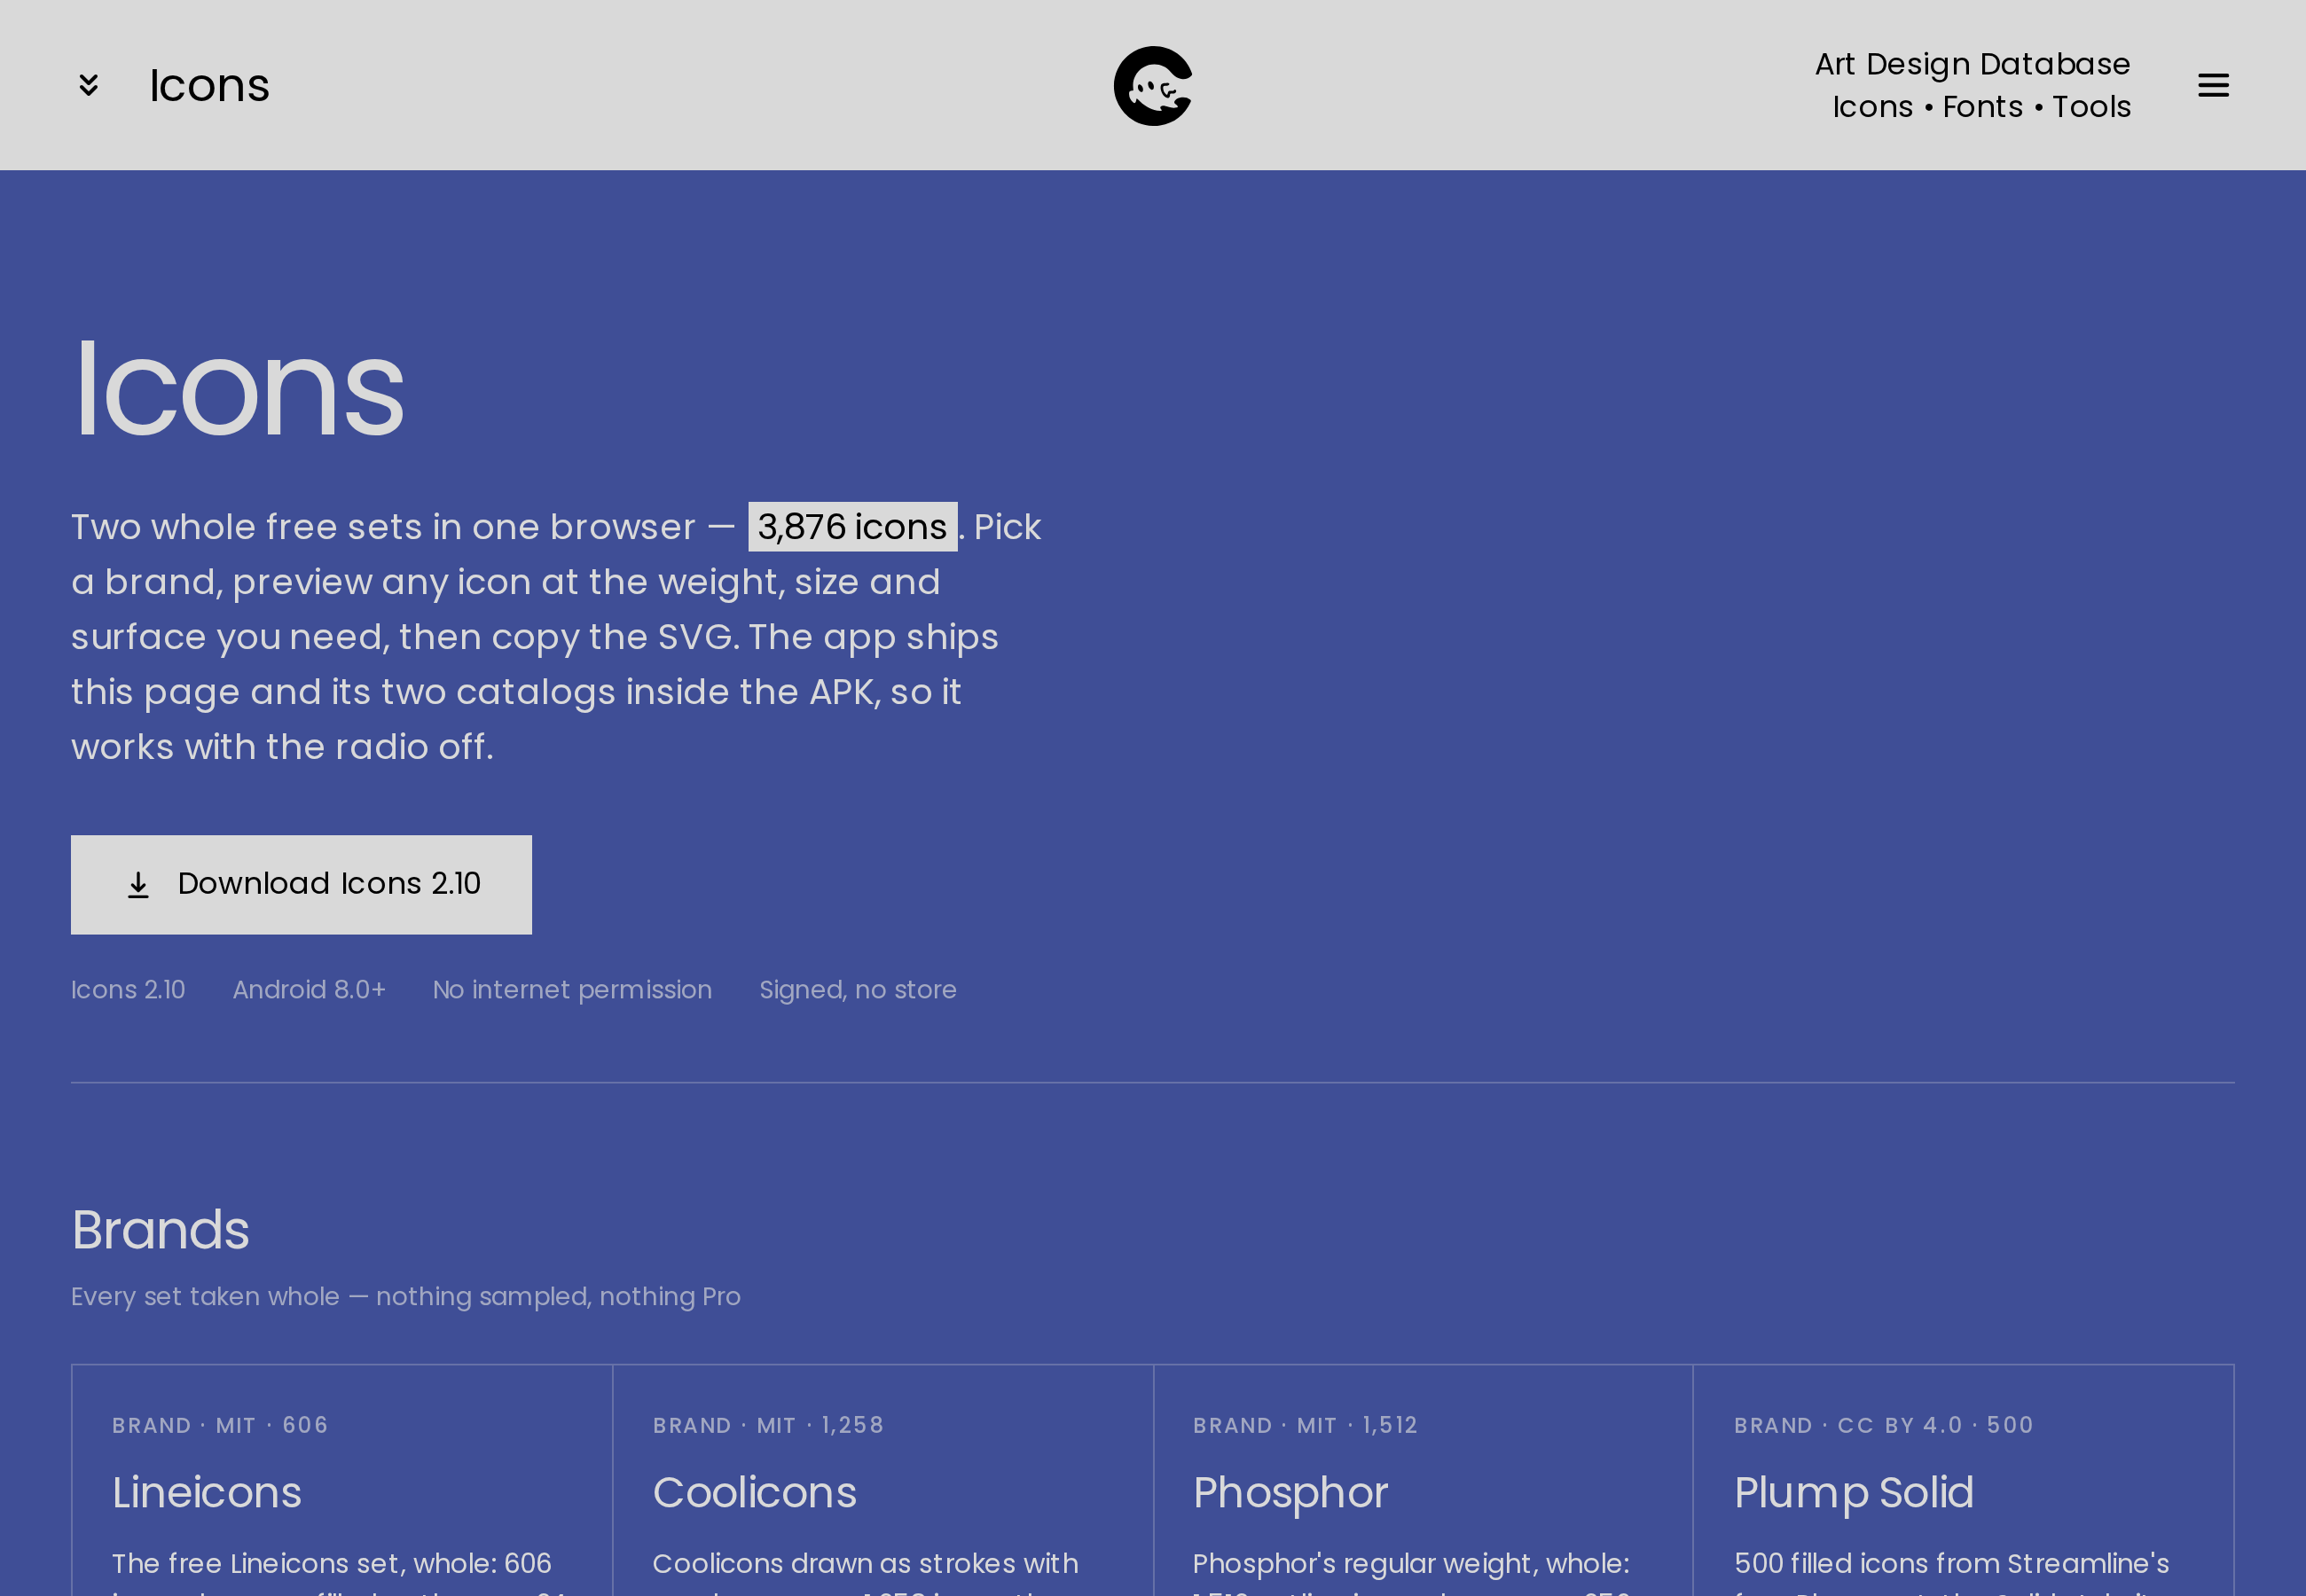 Icons
Art Design Database
Icons • Fonts • Tools
Icons
Two whole free sets in one browser — 3,876 icons. Pick
a brand, preview any icon at the weight, size and
surface you need, then copy the SVG. The app ships
this page and its two catalogs inside the APK, so it
works with the radio off.
Download Icons 2.10
Icons 2.10 Android 8.0+ No internet permission Signed, no store
Brands
Every set taken whole — nothing sampled, nothing Pro
BRAND · MIT · 606
Lineicons
The free Lineicons set, whole: 606
BRAND · MIT · 1,258
Coolicons
Coolicons drawn as strokes with
BRAND · MIT · 1,512
Phosphor
Phosphor's regular weight, whole:
BRAND · CC BY 4.0 · 500
Plump Solid
500 filled icons from Streamline's